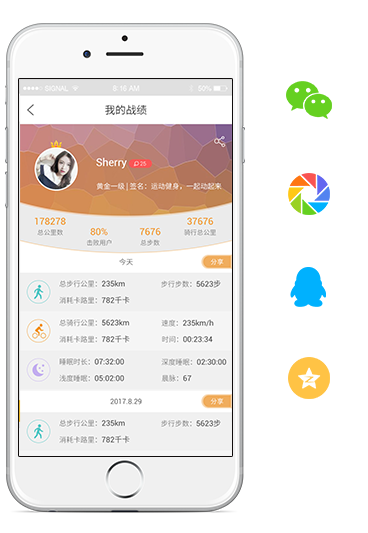 SIGNAL 9:16 AM 50%
我的战绩
Sherry 25
黄金一级 | 签名：运动健身，一起动起来
178278 37676
总公里数 骑行总公里
80% 7676
击败用户 总步数
今天 分享
总步行公里：235km 步行步数：5623步
消耗卡路里：782千卡
总骑行公里：5623km 速度：235km/h
消耗卡路里：782千卡 时间：00:23:34
睡眠时长：07:32:00 深度睡眠：02:30:00
浅度睡眠：05:02:00 晨脉：67
2017.8.29 分享
总步行公里：235km 步行步数：5623步
消耗卡路里：782千卡